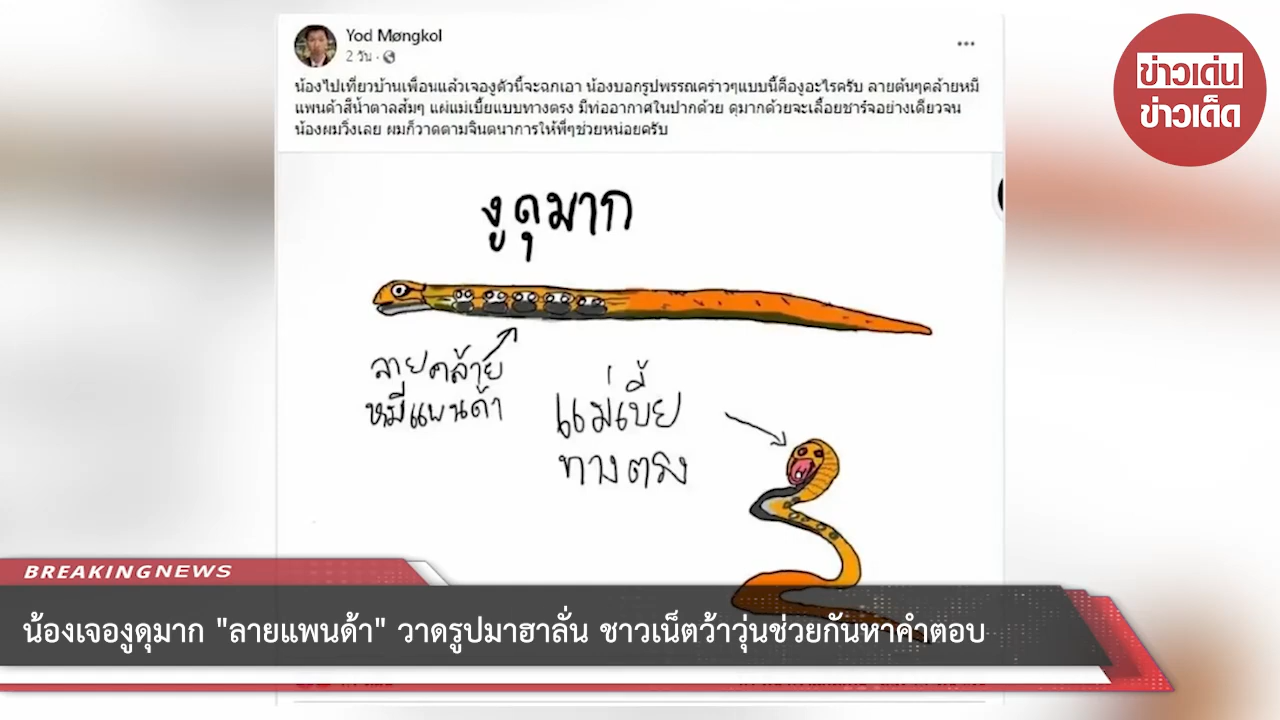 Yod Møngkol
2 วัน ·
น้องไปเที่ยวบ้านเพื่อนแล้วเจองูตัวนี้จะฉกเอา น้องบอกรูปพรรณคร่าวๆแบบนี้คืองูอะไรครับ ลายต้นๆคล้ายหมี
แพนด้าสีน้ำตาลส้มๆ แผ่แม่เบี้ยแบบทางตรง มีท่ออากาศในปากด้วย ดุมากด้วยจะเลื้อยชาร์จอย่างเดียวจน
น้องผมวิ่งเลย ผมก็วาดตามจินตนาการให้พี่ๆช่วยหน่อยครับ
ข่าวเด่น
ข่าวเด็ด
งูดุมาก
ลายคล้าย
หมีแพนด้า
แม่เบี้ย
ทางตรง
BREAKINGNEWS
น้องเจองูดุมาก "ลายแพนด้า" วาดรูปมาฮาลั่น ชาวเน็ตว้าวุ่นช่วยกันหาคำตอบ